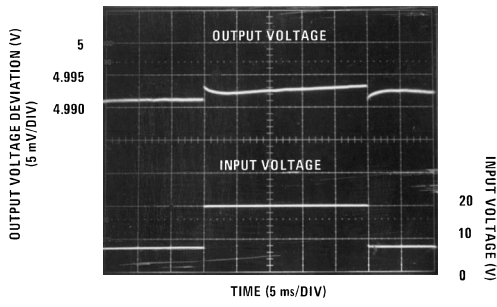 OUTPUT VOLTAGE DEVIATION (V)
(5 mV/DIV)
5
4.995
4.990
OUTPUT VOLTAGE
INPUT VOLTAGE
20
10
0
INPUT VOLTAGE (V)
TIME (5 ms/DIV)